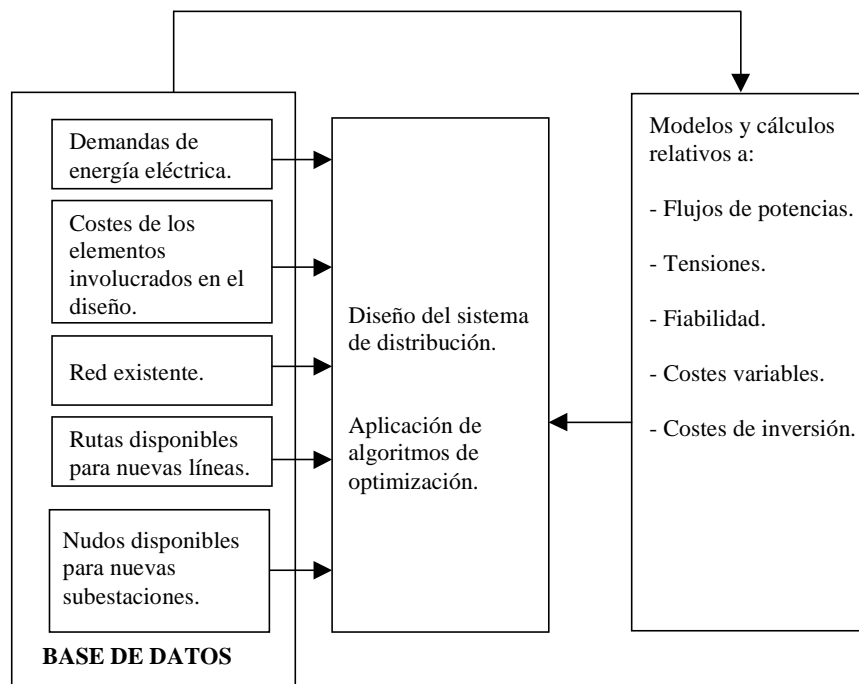 Demandas de
energía eléctrica.
Costes de los
elementos
involucrados en el
diseño.
Red existente.
Rutas disponibles
para nuevas líneas.
Nudos disponibles
para nuevas
subestaciones.
BASE DE DATOS
Diseño del sistema
de distribución.
Aplicación de
algoritmos de
optimización.
Modelos y cálculos
relativos a:
- Flujos de potencias.
- Tensiones.
- Fiabilidad.
- Costes variables.
- Costes de inversión.